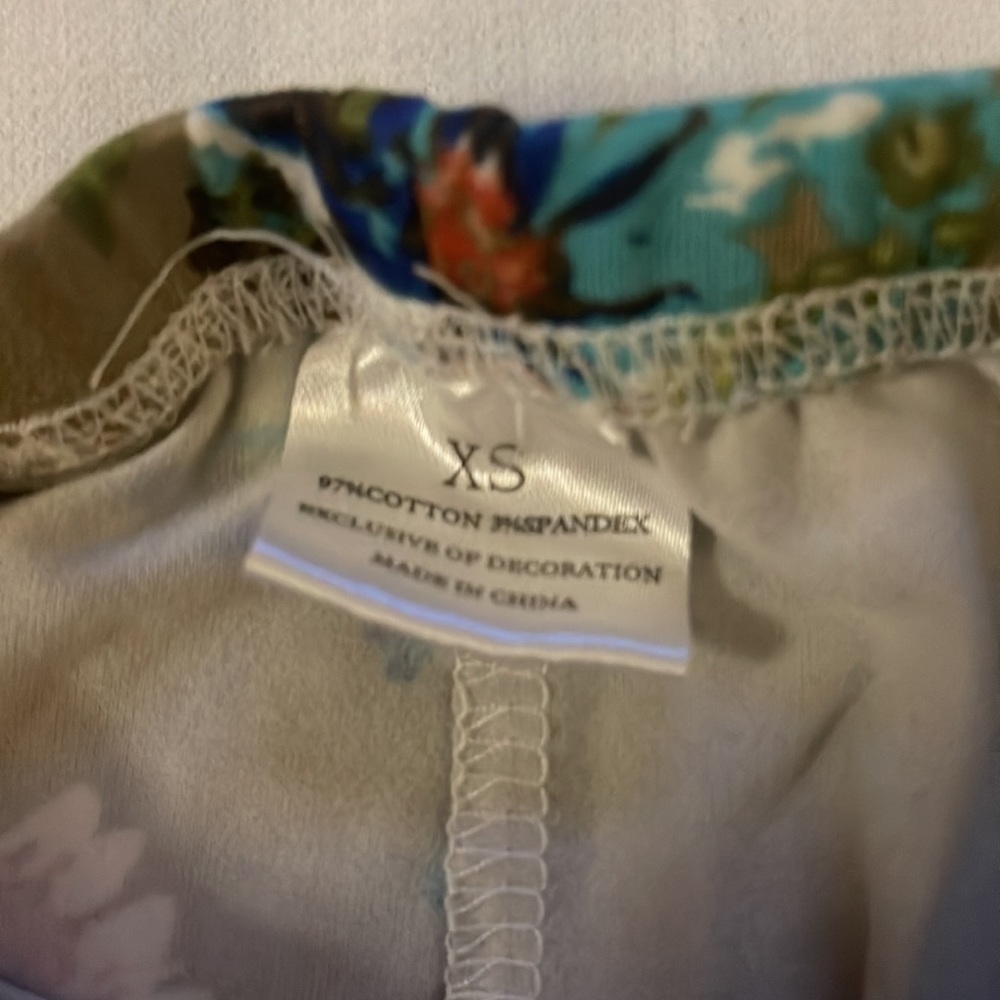 XS
97%COTTON 3%SPANDEX
EXCLUSIVE OF DECORATION
MADE IN CHINA